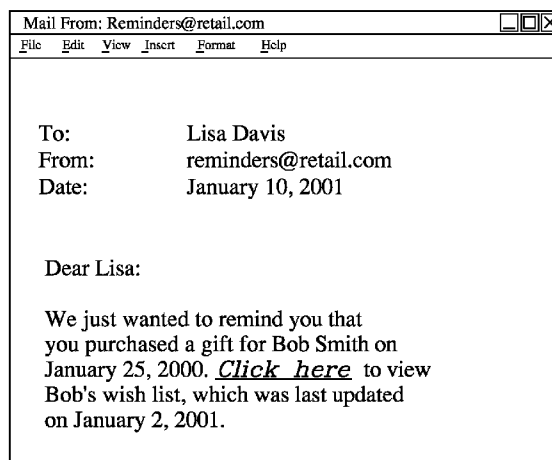 Mail From: Reminders@retail.com
File Edit View Insert Format Help
To: Lisa Davis
From: reminders@retail.com
Date: January 10, 2001
Dear Lisa:
We just wanted to remind you that
you purchased a gift for Bob Smith on
January 25, 2000. Click here to view
Bob's wish list, which was last updated
on January 2, 2001.